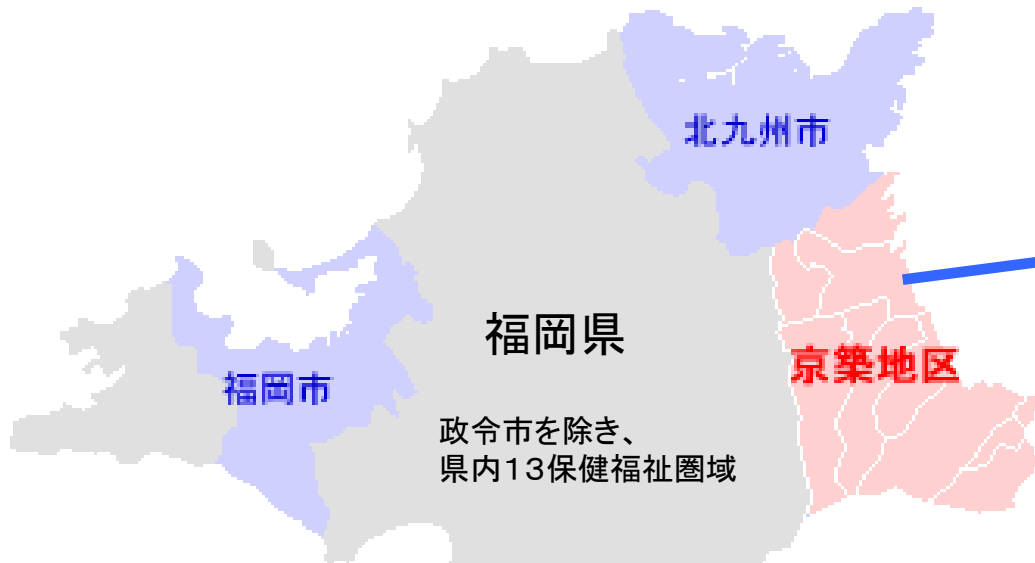 北九州市
福岡県
京築地区
福岡市
政令市を除き、
県内13保健福祉圏域